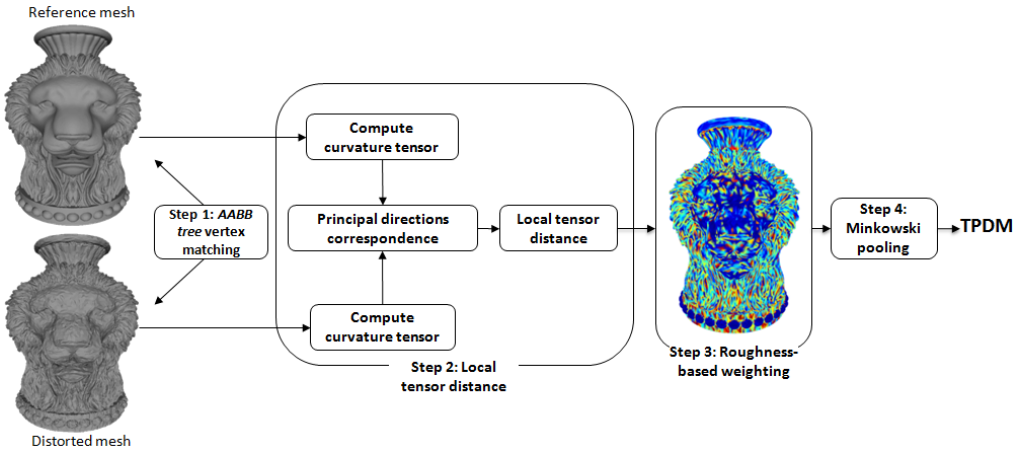 Reference mesh
Compute
curvature tensor
Step 1: AABB
tree vertex
matching
Principal directions
correspondence
Local tensor
distance
Step 4:
Minkowski
pooling
TPDM
Compute
curvature tensor
Step 2: Local
tensor distance
Step 3: Roughness-
based weighting
Distorted mesh